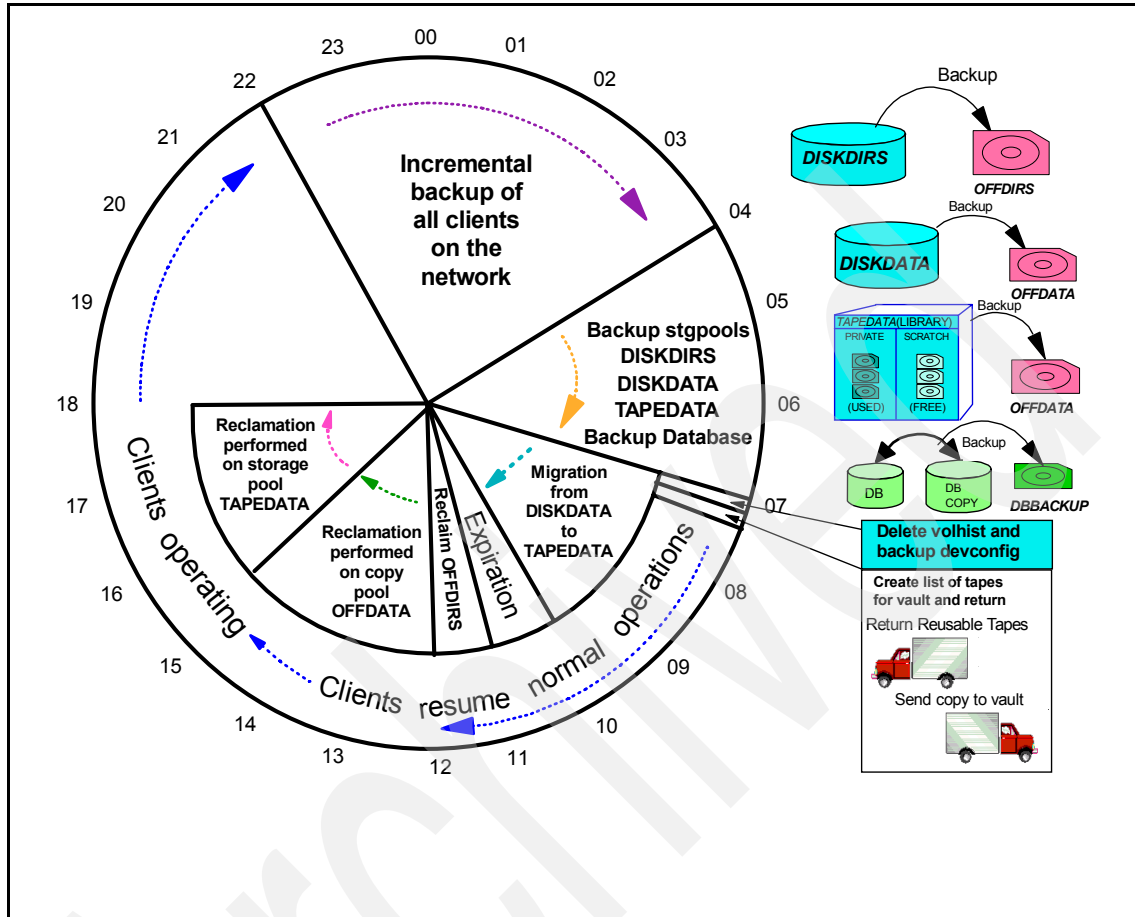 00
01
02
03
04
05
06
07
08
09
10
11
12
13
14
15
16
17
18
19
20
21
22
23
Incremental
backup of
all clients
on the
network
Backup stgpools
DISKDIRS
DISKDATA
TAPEDATA
Backup Database
Migration from
DISKDATA
to
TAPEDATA
Expiration
Reclaim OFFDIRS
Reclamation
performed
on copy
pool
OFFDATA
Reclamation
performed
on storage
pool
TAPEDATA
Clients resume normal operations
Clients operating
Backup
DISKDIRS
OFFDIRS
Backup
DISKDATA
OFFDATA
Backup
TAPEDATA(LIBRARY)
PRIVATE
SCRATCH
(USED)
(FREE)
OFFDATA
Backup
DB
DB
COPY
DBBACKUP
Delete volhist and
backup devconfig
Create list of tapes
for vault and return
Return Reusable Tapes
Send copy to vault